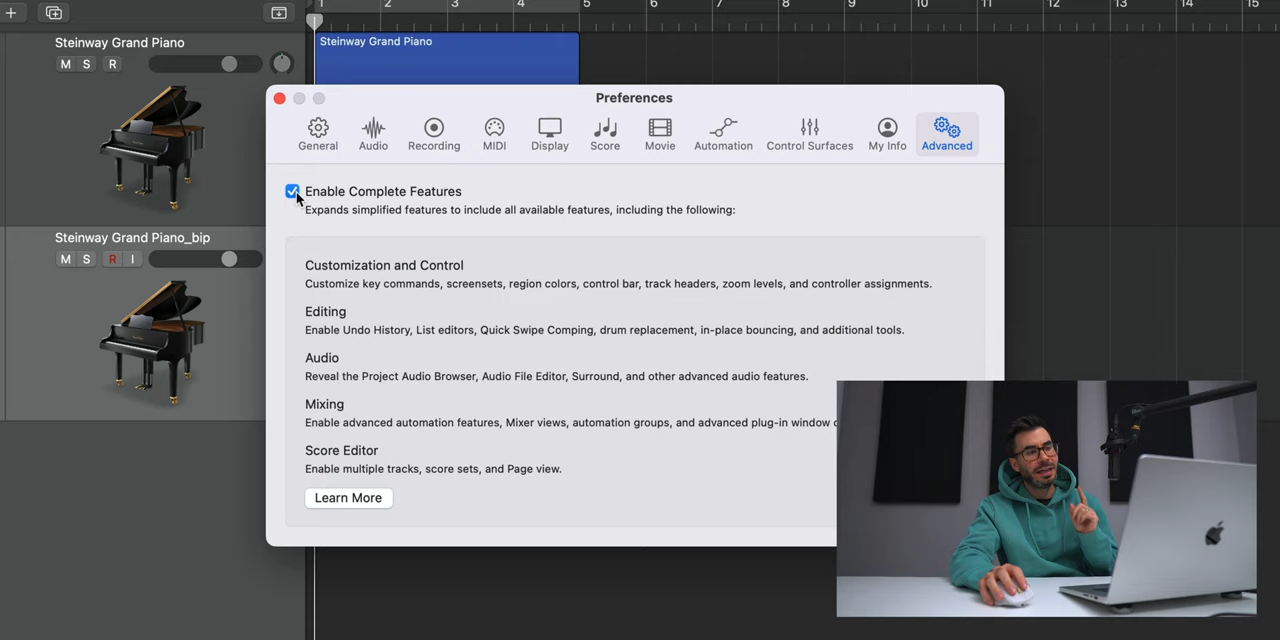 1 2 3 4 5 6 7 8 9 10 11 12 13 14 15
Steinway Grand Piano
M S R
Steinway Grand Piano
Steinway Grand Piano_bip
M S R I
Preferences
General Audio Recording MIDI Display Score Movie Automation Control Surfaces My Info Advanced
Enable Complete Features
Expands simplified features to include all available features, including the following:
Customization and Control
Customize key commands, screensets, region colors, control bar, track headers, zoom levels, and controller assignments.
Editing
Enable Undo History, List editors, Quick Swipe Comping, drum replacement, in-place bouncing, and additional tools.
Audio
Reveal the Project Audio Browser, Audio File Editor, Surround, and other advanced audio features.
Mixing
Enable advanced automation features, Mixer views, automation groups, and advanced plug-in window
Score Editor
Enable multiple tracks, score sets, and Page view.
Learn More